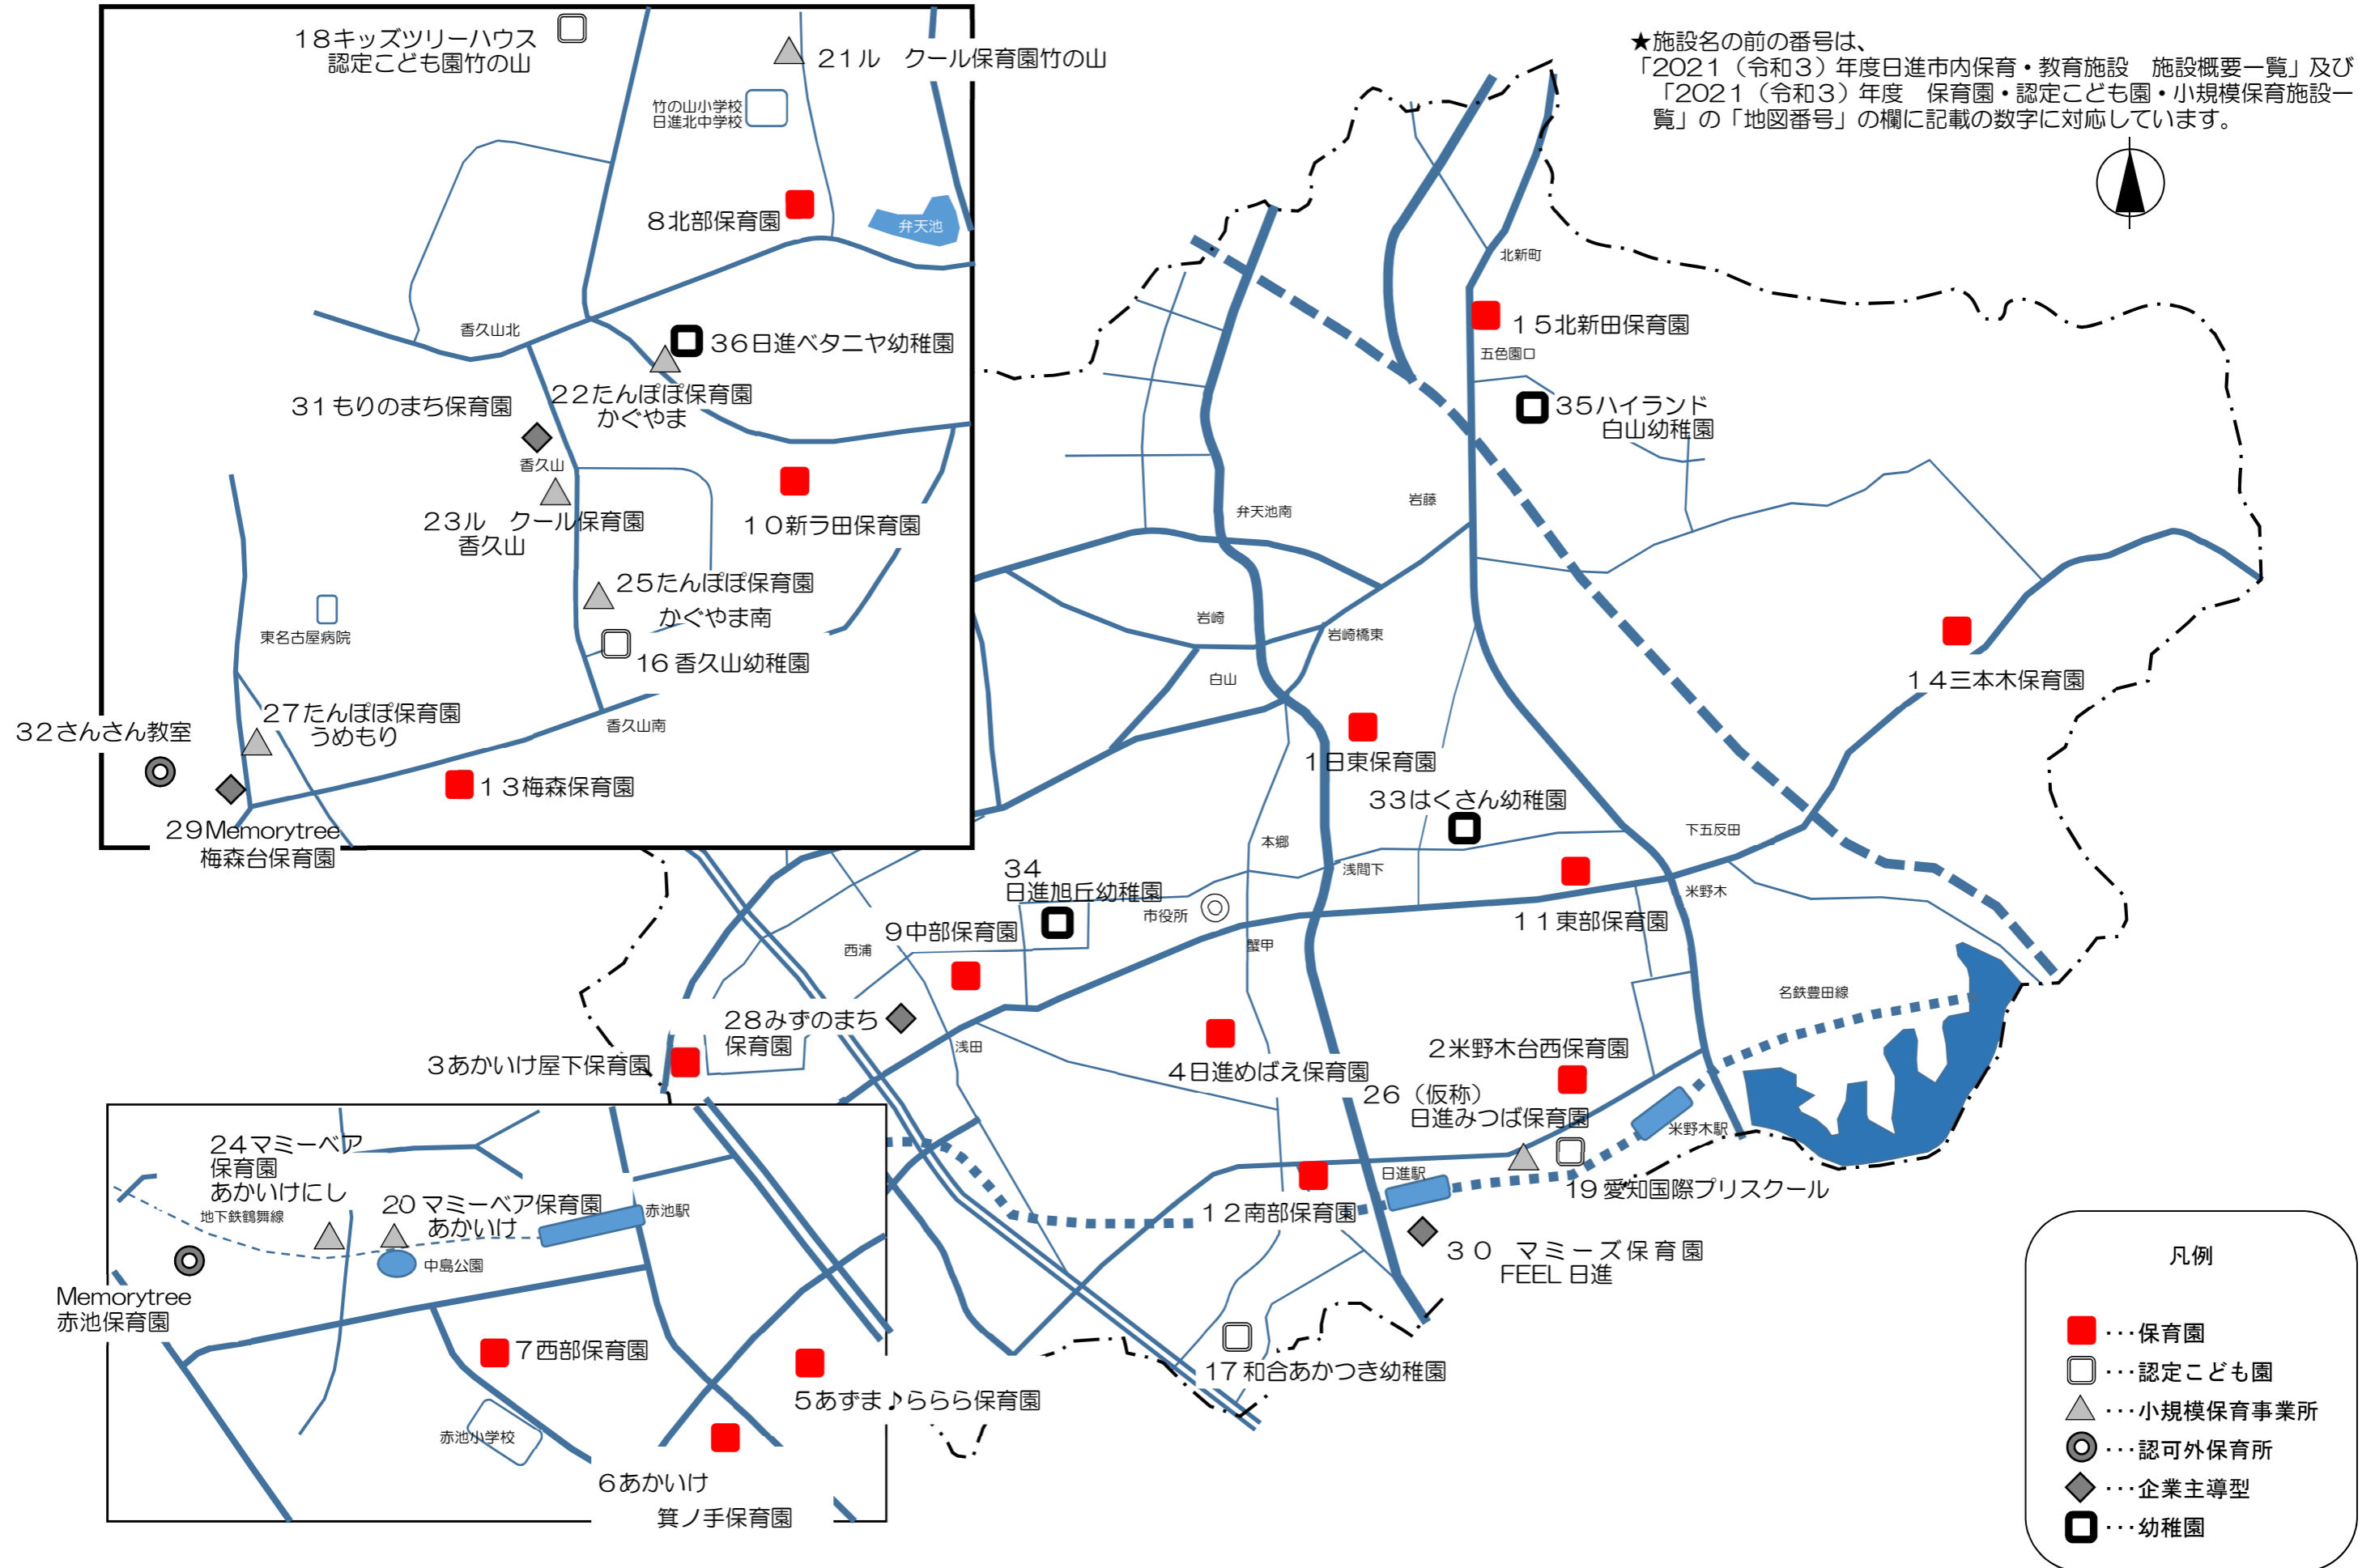 ★施設名の前の番号は、
「2021（令和3）年度日進市内保育・教育施設　施設概要一覧」及び
「2021（令和3）年度　保育園・認定こども園・小規模保育施設一
覧」の「地図番号」の欄に記載の数字に対応しています。
18キッズツリーハウス
認定こども園竹の山
21ル　クール保育園竹の山
竹の山小学校
日進北中学校
8北部保育園
弁天池
香久山北
36日進ベタニヤ幼稚園
22たんぽぽ保育園
かぐやま
31もりのまち保育園
香久山
23ル　クール保育園
香久山
10新ラ田保育園
25たんぽぽ保育園
かぐやま南
東名古屋病院
16香久山幼稚園
香久山南
27たんぽぽ保育園
うめもり
32さんさん教室
13梅森保育園
29Memorytree
梅森台保育園
北新町
15北新田保育園
五色園口
35ハイランド
白山幼稚園
岩藤
弁天池南
岩崎
岩崎橋東
白山
14三本木保育園
1日東保育園
33はくさん幼稚園
下五反田
本郷
浅間下
34
日進旭丘幼稚園
市役所
米野木
11東部保育園
9中部保育園
西浦
蟹甲
名鉄豊田線
28みずのまち
保育園
浅田
3あかいけ屋下保育園
4日進めばえ保育園
2米野木台西保育園
26（仮称）
日進みつば保育園
米野木駅
日進駅
19愛知国際プリスクール
12南部保育園
30　マミーズ保育園
FEEL日進
17和合あかつき幼稚園
24マミーベア
保育園
あかいけにし
地下鉄鶴舞線
20マミーベア保育園
あかいけ
赤池駅
中島公園
Memorytree
赤池保育園
7西部保育園
5あずま♪ららら保育園
赤池小学校
6あかいけ
箕ノ手保育園
凡例
･･･保育園
･･･認定こども園
･･･小規模保育事業所
･･･認可外保育所
･･･企業主導型
･･･幼稚園